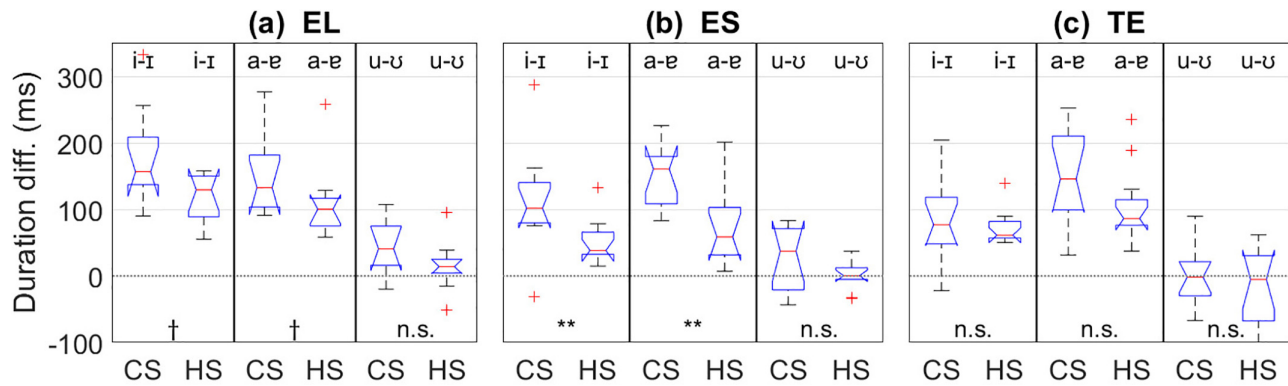 (a) EL (b) ES (c) TE
i-ɪ i-ɪ a-ɐ a-ɐ u-ʊ u-ʊ i-ɪ i-ɪ a-ɐ a-ɐ u-ʊ u-ʊ i-ɪ i-ɪ a-ɐ a-ɐ u-ʊ u-ʊ
Duration diff. (ms)
300
200
100
0
-100
† † n.s. ** ** n.s. n.s. n.s. n.s.
CS HS CS HS CS HS CS HS CS HS CS HS CS HS CS HS CS HS